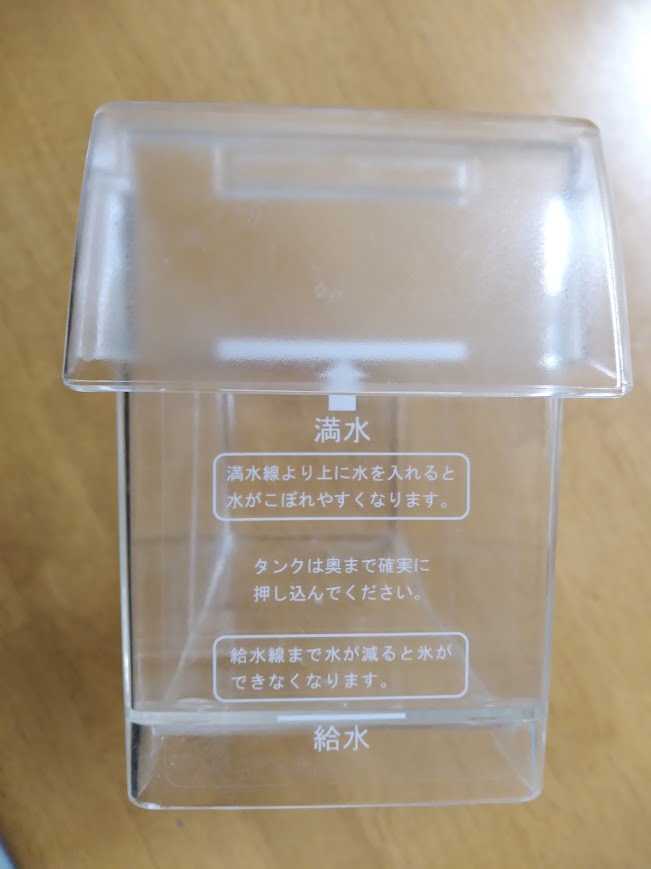 満水
満水線より上に水を入れると
水がこぼれやすくなります。
タンクは奥まで確実に
押し込んでください。
給水線まで水が減ると氷が
できなくなります。
給水